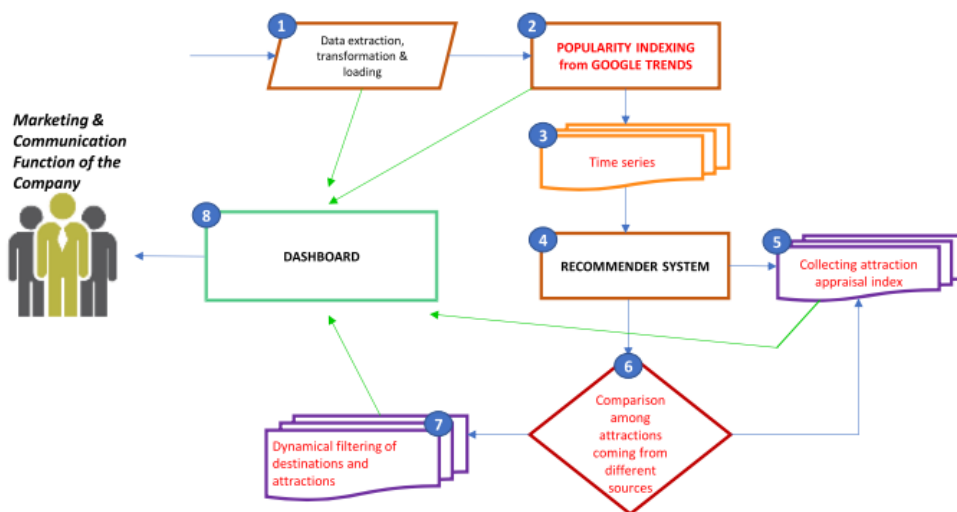 1
Data extraction,
transformation &
loading
2
POPULARITY INDEXING
from GOOGLE TRENDS
Marketing &
Communication
Function of the
Company
3
Time series
8
DASHBOARD
4
RECOMMENDER SYSTEM
5
Collecting attraction
appraisal index
6
Comparison
among
attractions
coming from
different
sources
7
Dynamical filtering of
destinations and
attractions